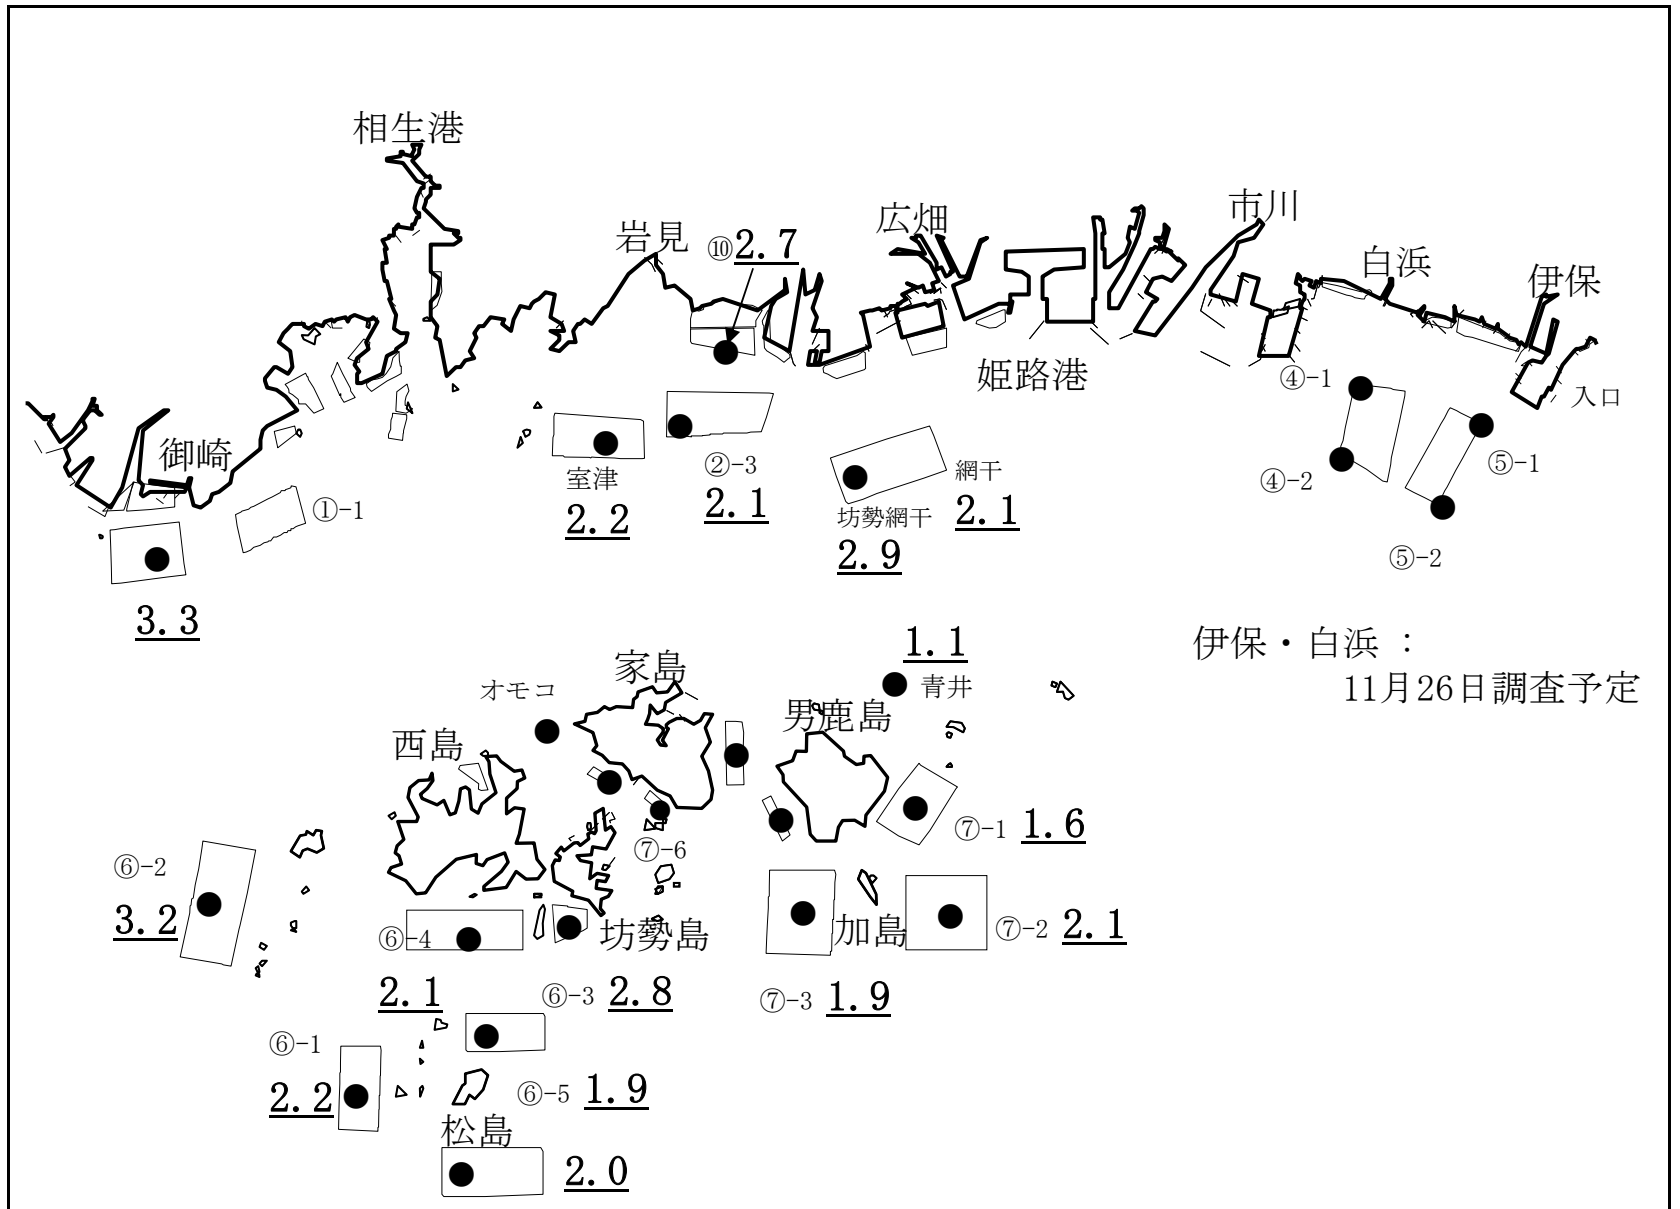 相生港
岩見
⑩2.7
広畑
市川
白浜
伊保
姫路港
④-1
入口
御崎
①-1
室津
2.2
②-3
2.1
網干
2.1
坊勢網干
2.9
④-2
⑤-1
⑤-2
3.3
伊保・白浜 :
11月26日調査予定
1.1
青井
家島
オモコ
男鹿島
西島
⑦-1 1.6
⑦-6
⑥-2
3.2
⑥-4
2.1
坊勢島
加島
⑦-2 2.1
⑥-3 2.8
⑦-3 1.9
⑥-1
2.2
⑥-5 1.9
松島
2.0